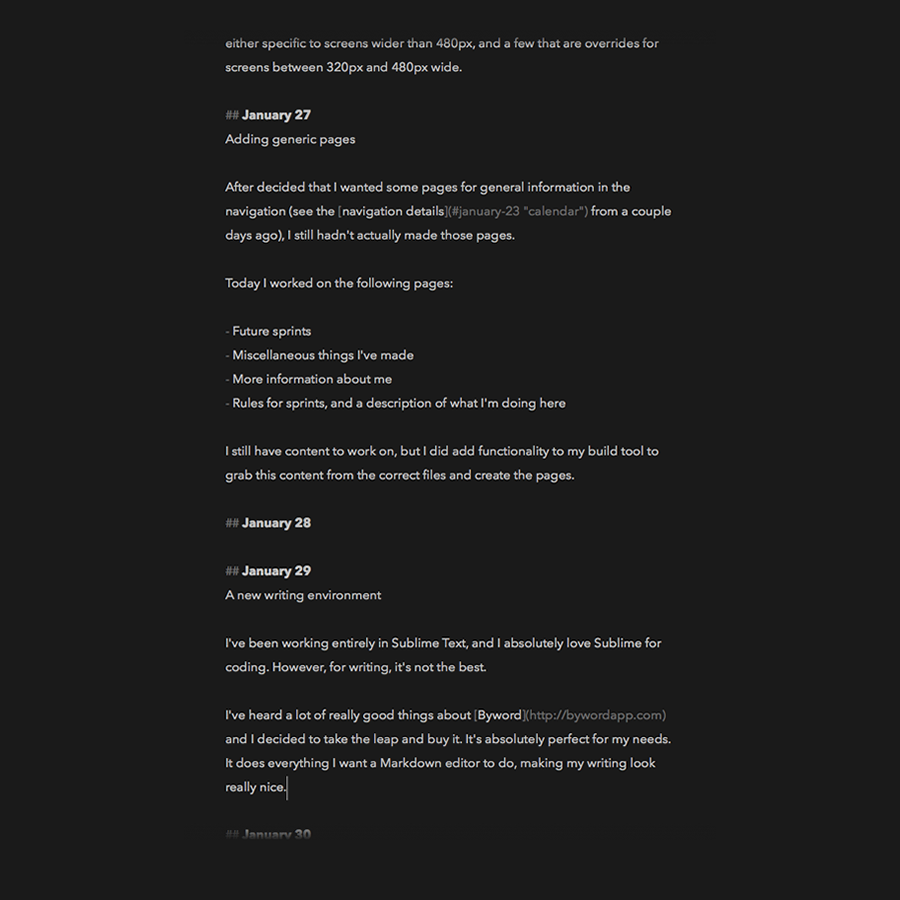 either specific to screens wider than 480px, and a few that are overrides for
screens between 320px and 480px wide.
## January 27
Adding generic pages
After decided that I wanted some pages for general information in the
navigation (see the [navigation details](#january-23 "calendar") from a couple
days ago), I still hadn't actually made those pages.
Today I worked on the following pages:
- Future sprints
- Miscellaneous things I've made
- More information about me
- Rules for sprints, and a description of what I'm doing here
I still have content to work on, but I did add functionality to my build tool to
grab this content from the correct files and create the pages.
## January 28
## January 29
A new writing environment
I've been working entirely in Sublime Text, and I absolutely love Sublime for
coding. However, for writing, it's not the best.
I've heard a lot of really good things about [Byword](http://bywordapp.com)
and I decided to take the leap and buy it. It's absolutely perfect for my needs.
It does everything I want a Markdown editor to do, making my writing look
really nice.
## January 30